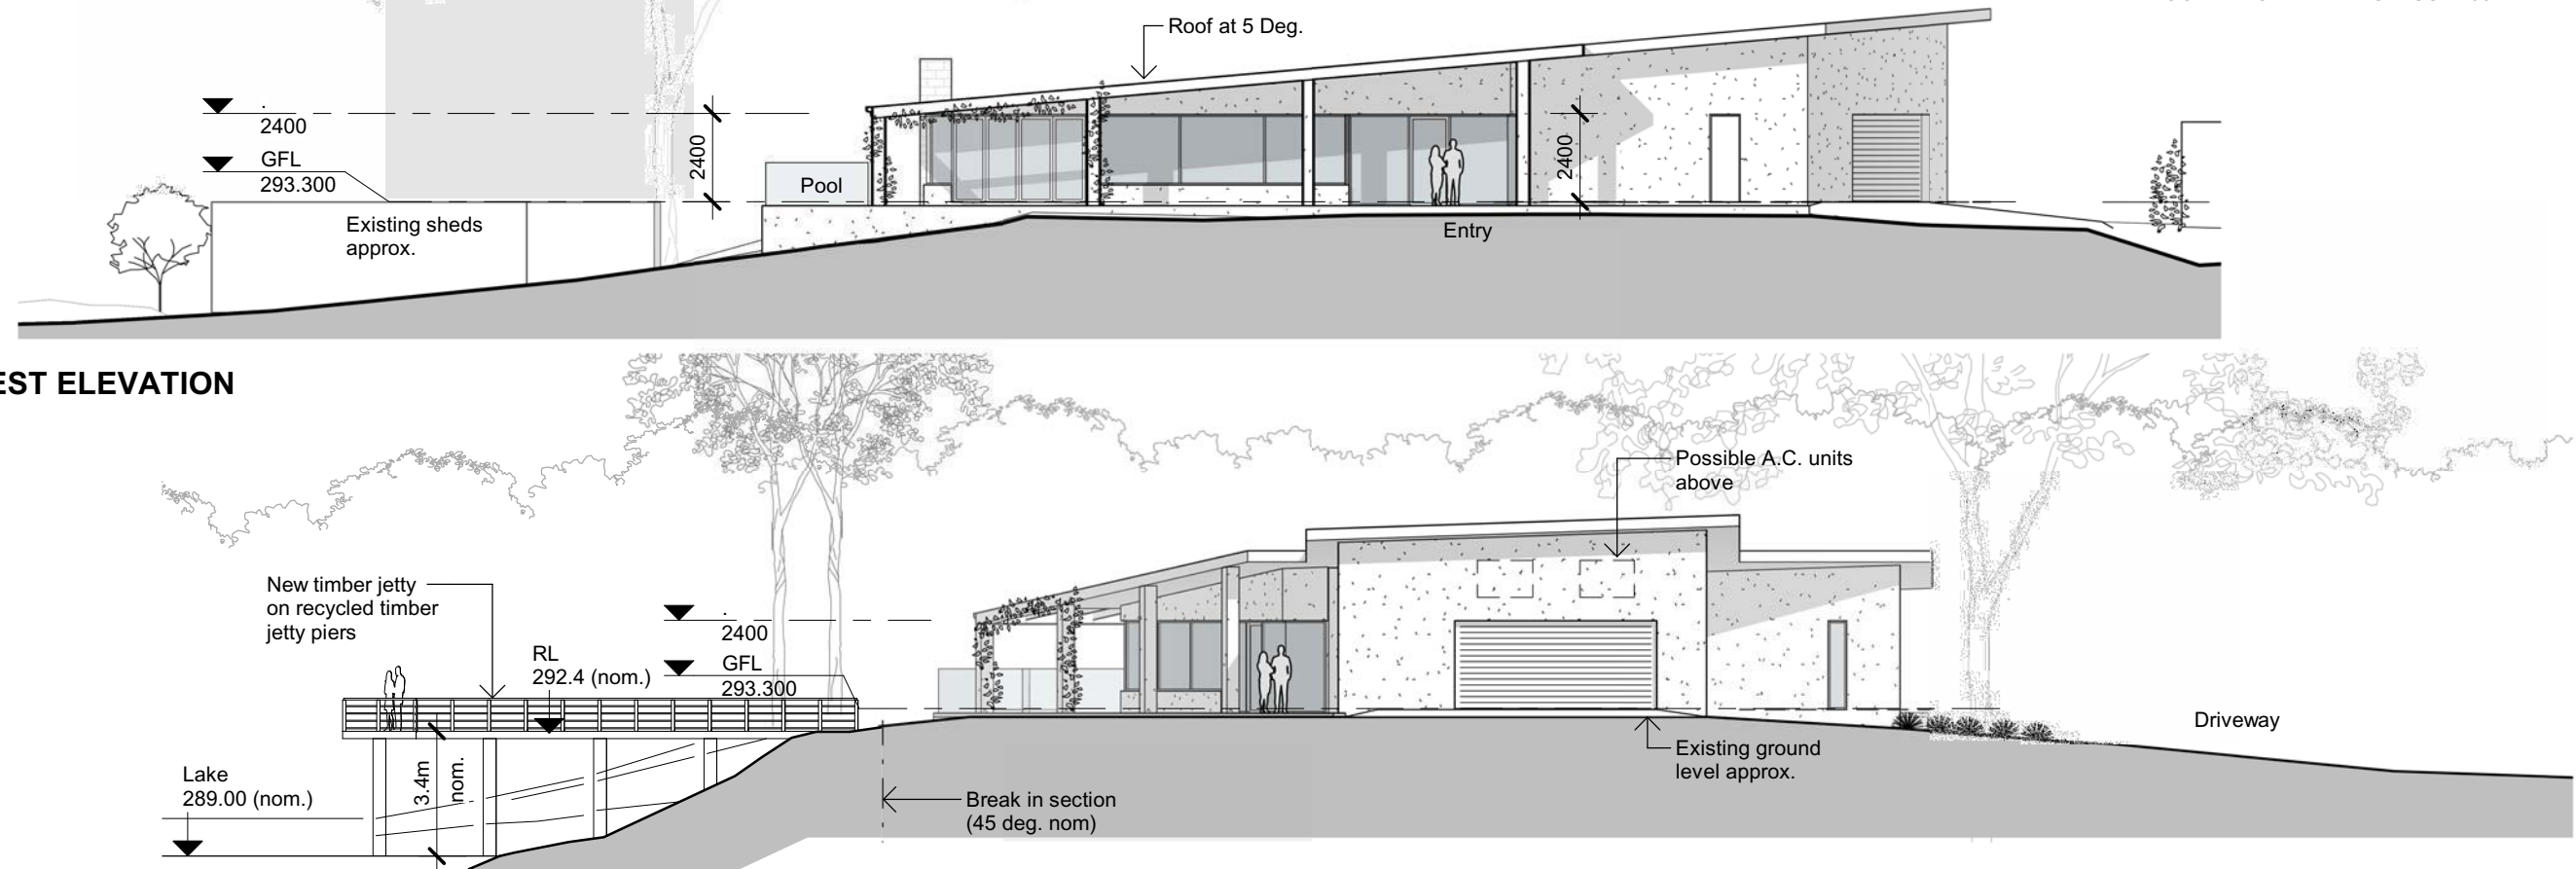 Roof at 5 Deg.
.
2400
GFL
293.300
2400
Pool
2400
Existing sheds
approx.
Entry
EST ELEVATION
Possible A.C. units
above
New timber jetty
on recycled timber
jetty piers
.
2400
RL
292.4 (nom.)
GFL
293.300
Driveway
Existing ground
level approx.
Lake
289.00 (nom.)
3.4m
nom.
Break in section
(45 deg. nom)